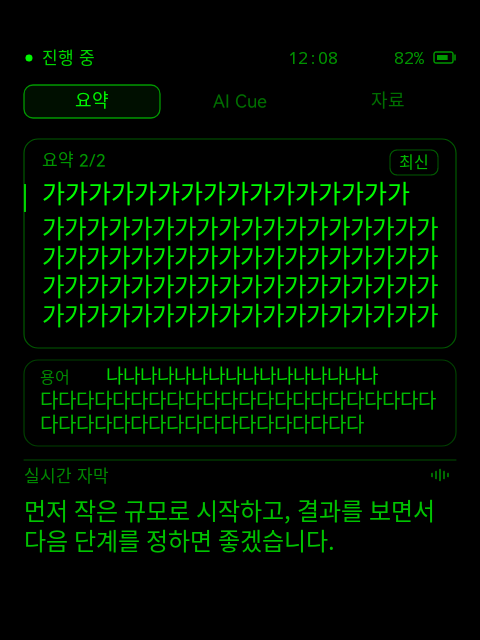 진행 중 12:08 82%
요약 AI Cue 자료
요약 2/2 최신
가가가가가가가가가가가가가가가가
가가가가가가가가가가가가가가가가가가
가가가가가가가가가가가가가가가가가가
가가가가가가가가가가가가가가가가가가
가가가가가가가가가가가가가가가가가가
용어 나나나나나나나나나나나나나나나나
다다다다다다다다다다다다다다다다다다다다다다
다다다다다다다다다다다다다다다다다다
실시간 자막
먼저 작은 규모로 시작하고, 결과를 보면서
다음 단계를 정하면 좋겠습니다.